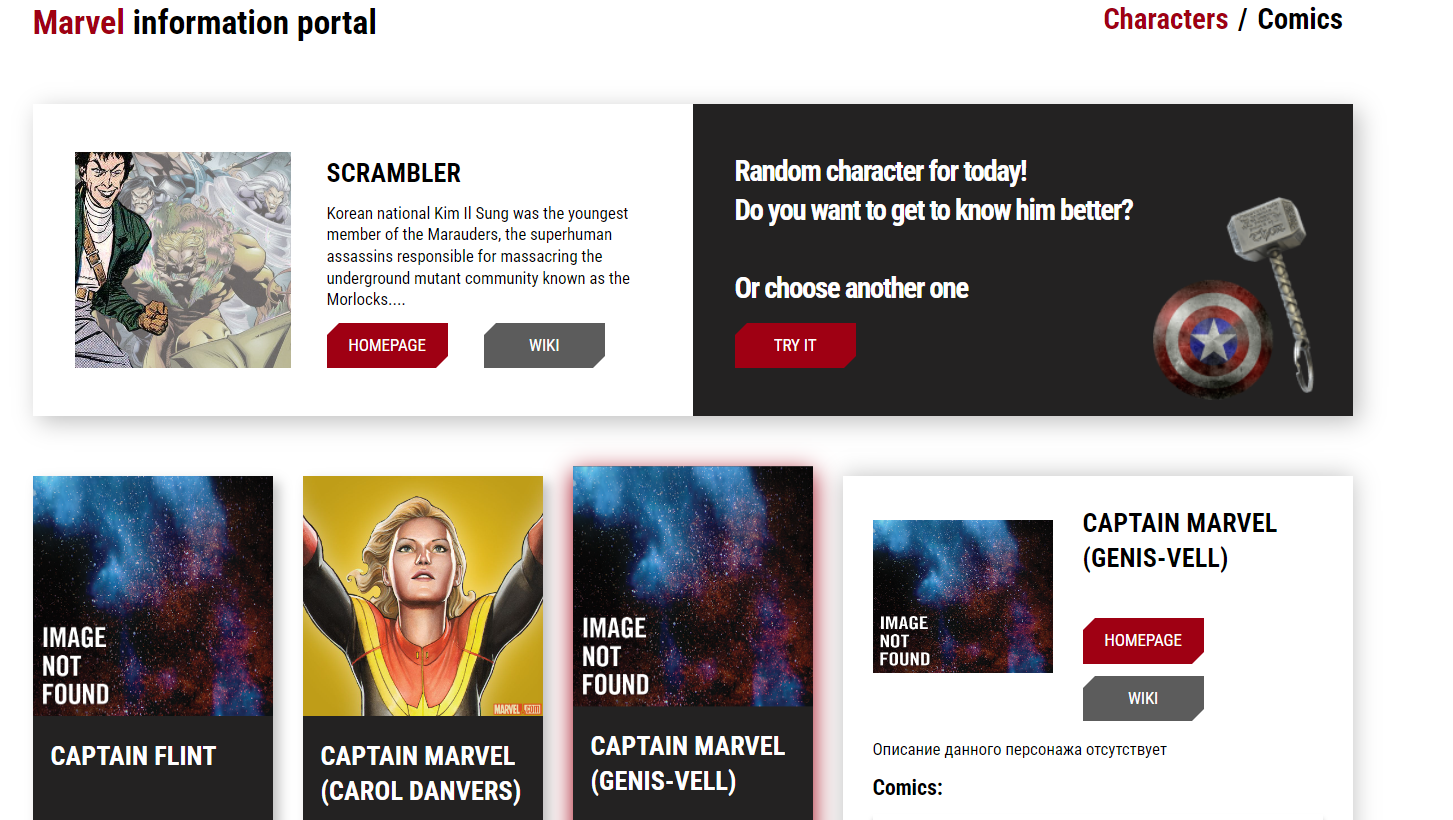 Marvel information portal
Characters / Comics
SCRAMBLER
Korean national Kim Il Sung was the youngest
member of the Marauders, the superhuman
assassins responsible for massacring the
underground mutant community known as the
Morlocks....
HOMEPAGE
WIKI
Random character for today!
Do you want to get to know him better?
Or choose another one
TRY IT
IMAGE
NOT
FOUND
CAPTAIN FLINT
MARVEL.COM
CAPTAIN MARVEL
(CAROL DANVERS)
IMAGE
NOT
FOUND
CAPTAIN MARVEL
(GENIS-VELL)
IMAGE
NOT
FOUND
CAPTAIN MARVEL
(GENIS-VELL)
HOMEPAGE
WIKI
Описание данного персонажа отсутствует
Comics: